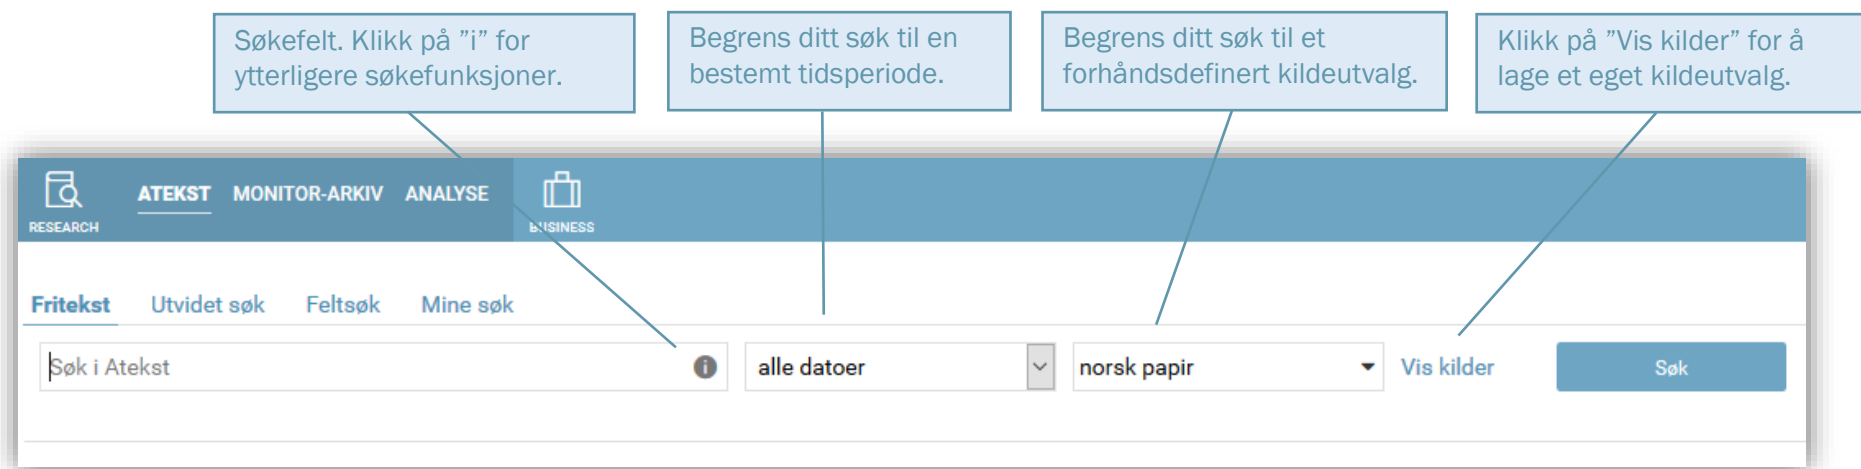 Søkefelt. Klikk på ”i” for
ytterligere søkefunksjoner.
Begrens ditt søk til en
bestemt tidsperiode.
Begrens ditt søk til et
forhåndsdefinert kildeutvalg.
Klikk på ”Vis kilder” for å
lage et eget kildeutvalg.
RESEARCH
ATEKST MONITOR-ARKIV ANALYSE
BUSINESS
Fritekst Utvidet søk Feltsøk Mine søk
Søk i Atekst
i
alle datoer
norsk papir
Vis kilder
Søk